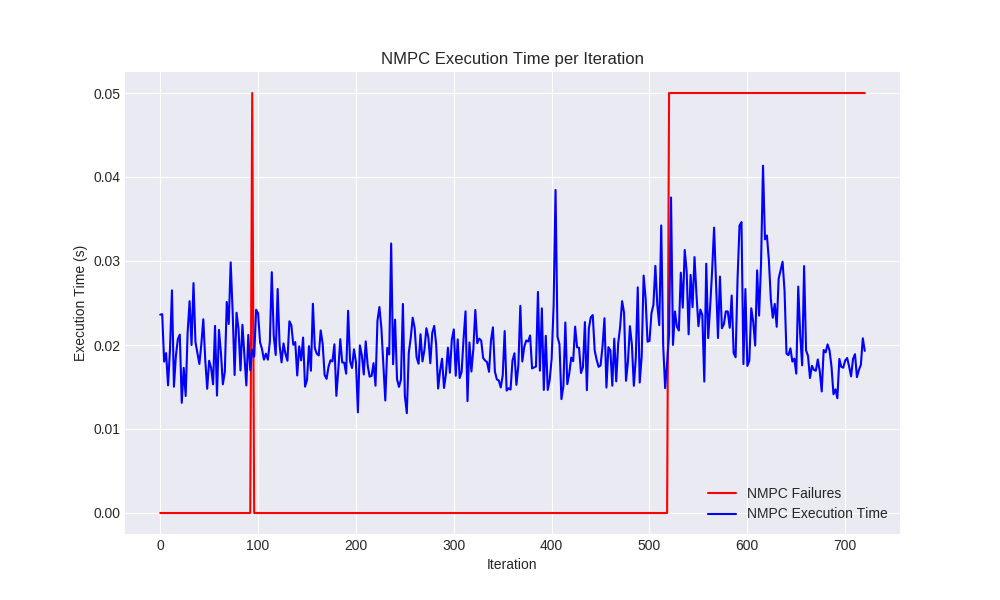 NMPC Execution Time per Iteration
0.05
0.04
0.03
0.02
0.01
0.00
Execution Time (s)
NMPC Failures
NMPC Execution Time
0 100 200 300 400 500 600 700
Iteration